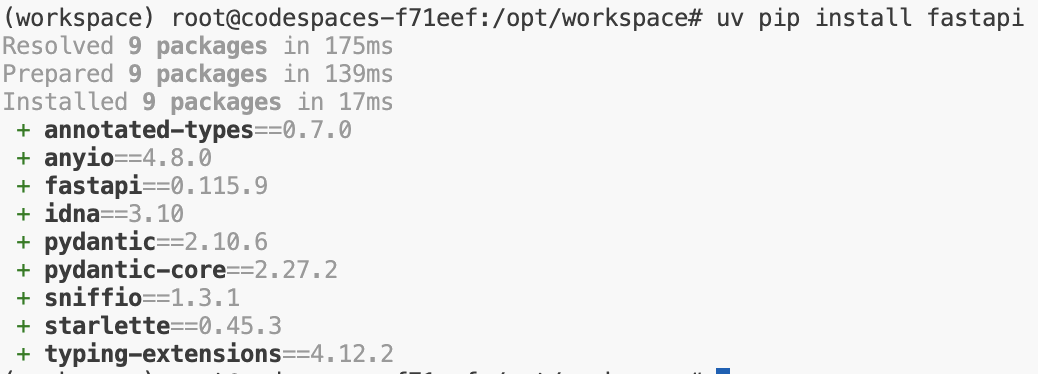 (workspace) root@codespaces-f71eef:/opt/workspace# uv pip install fastapi
Resolved 9 packages in 175ms
Prepared 9 packages in 139ms
Installed 9 packages in 17ms
+ annotated-types==0.7.0
+ anyio==4.8.0
+ fastapi==0.115.9
+ idna==3.10
+ pydantic==2.10.6
+ pydantic-core==2.27.2
+ sniffio==1.3.1
+ starlette==0.45.3
+ typing-extensions==4.12.2